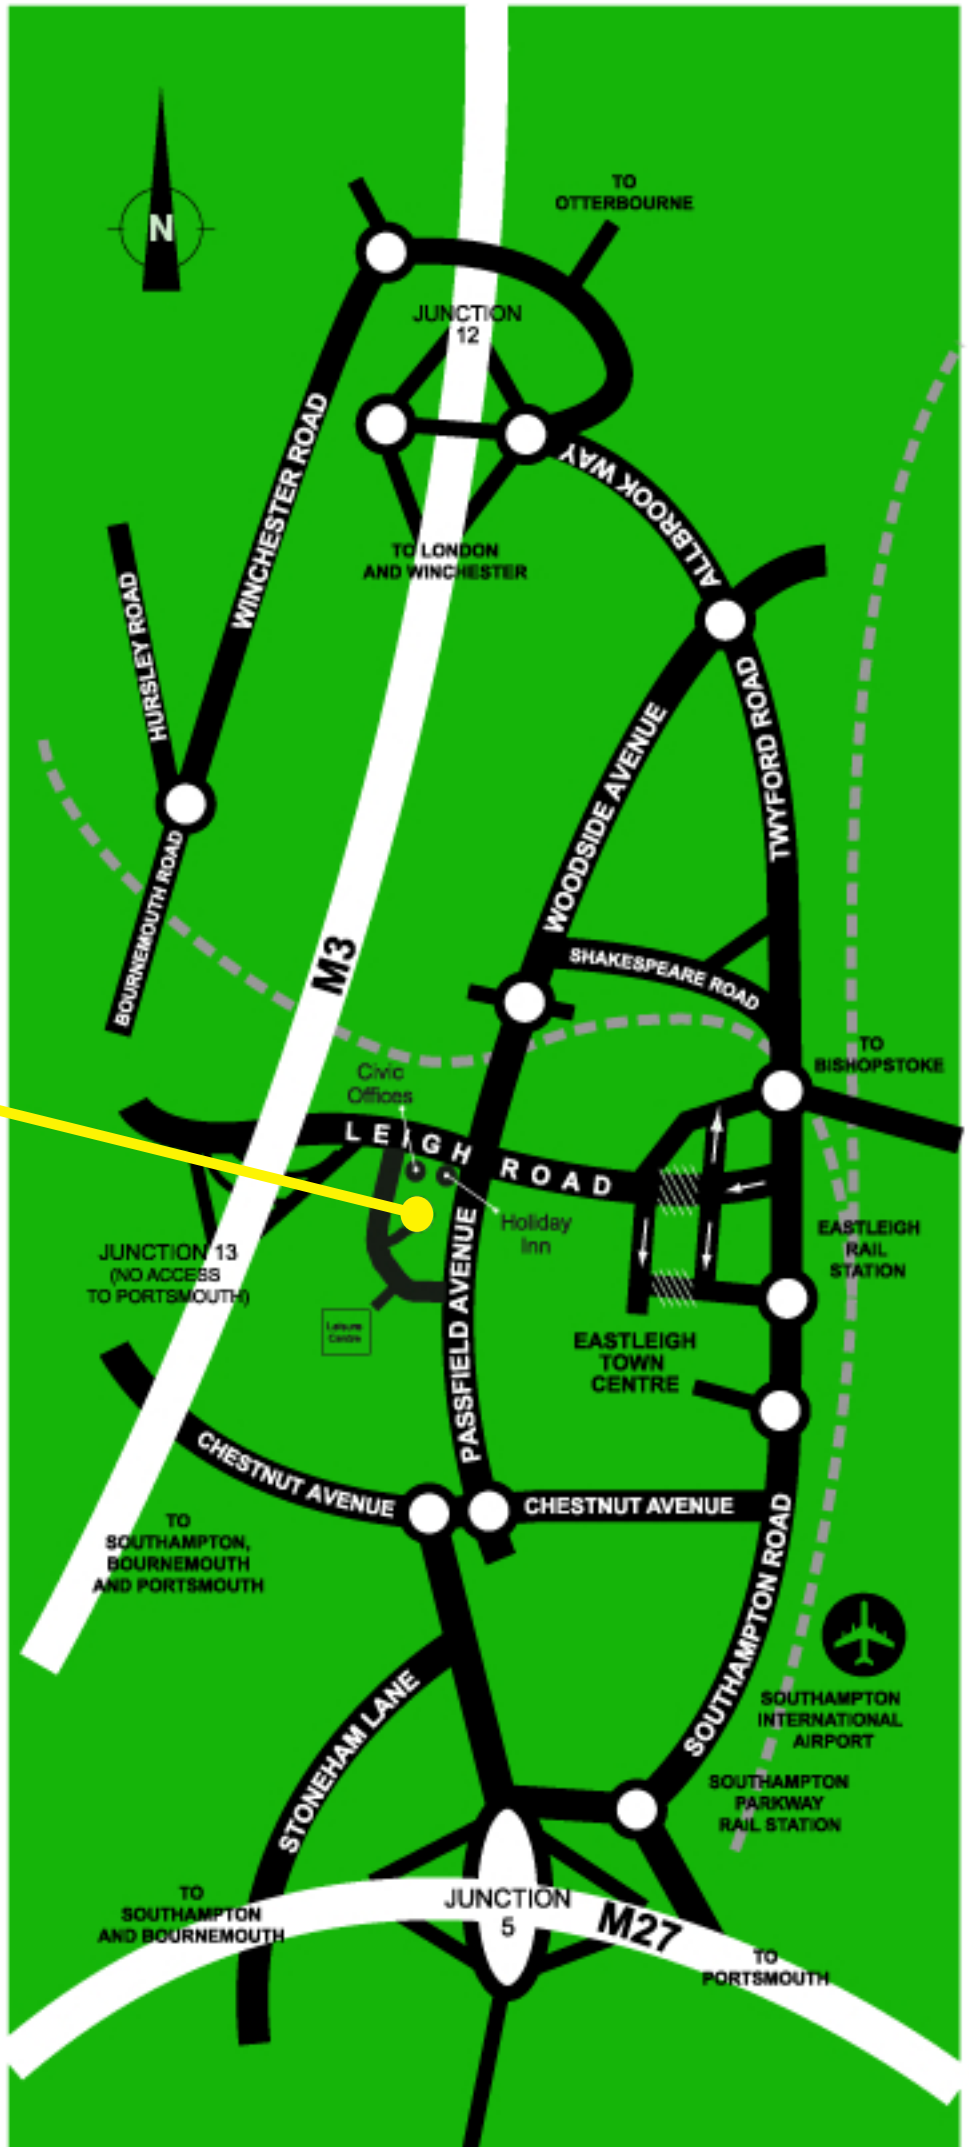 TO
OTTERBOURNE
N
JUNCTION
12
ALLBROOK WAY
WINCHESTER ROAD
TO LONDON
AND WINCHESTER
HURSLEY ROAD
TWYFORD ROAD
WOODSIDE AVENUE
BOURNEMOUTH ROAD
M3
SHAKESPEARE ROAD
TO
BISHOPSTOKE
Civic
Offices
LEIGH ROAD
Holiday
Inn
EASTLEIGH
RAIL
STATION
JUNCTION 13
(NO ACCESS
TO PORTSMOUTH)
PASSFIELD AVENUE
Leisure
Centre
EASTLEIGH
TOWN
CENTRE
CHESTNUT AVENUE
CHESTNUT AVENUE
TO
SOUTHAMPTON,
BOURNEMOUTH
AND PORTSMOUTH
SOUTHAMPTON ROAD
STONEHAM LANE
SOUTHAMPTON
INTERNATIONAL
AIRPORT
SOUTHAMPTON
PARKWAY
RAIL STATION
TO
SOUTHAMPTON
AND BOURNEMOUTH
JUNCTION
5
M27
TO
PORTSMOUTH